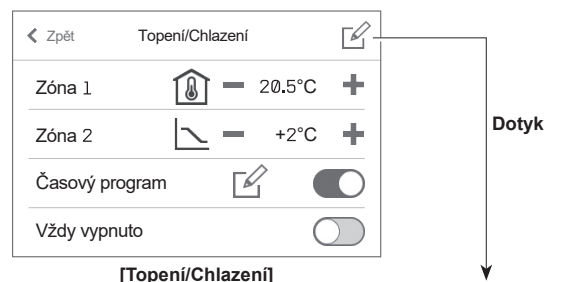 Zpět Topení/Chlazení
Zóna 1 20.5°C
Zóna 2 +2°C
Dotyk
Časový program
Vždy vypnuto
[Topení/Chlazení]